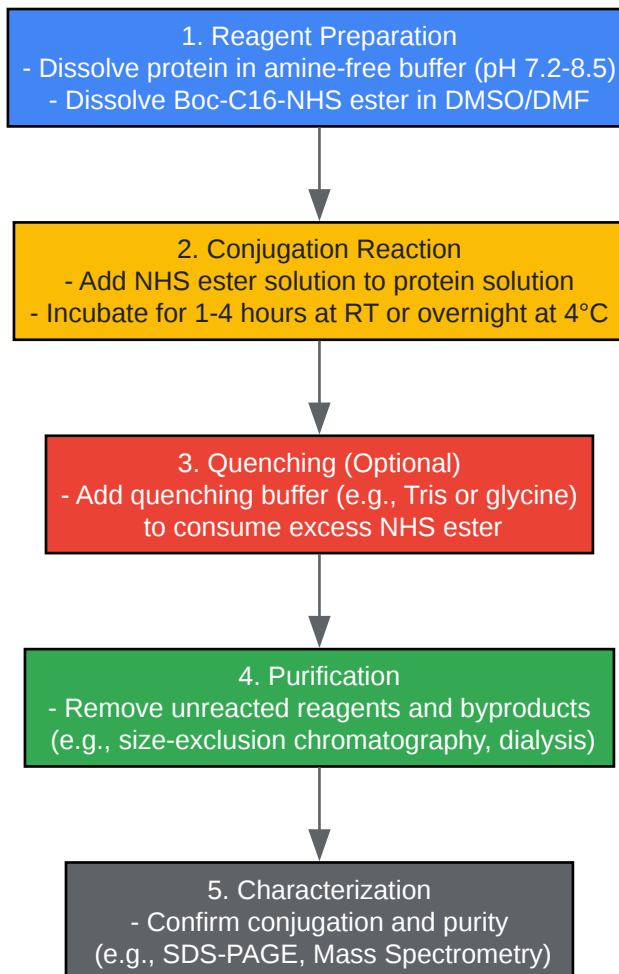 1. Reagent Preparation
- Dissolve protein in amine-free buffer (pH 7.2-8.5)
- Dissolve Boc-C16-NHS ester in DMSO/DMF
2. Conjugation Reaction
- Add NHS ester solution to protein solution
- Incubate for 1-4 hours at RT or overnight at 4°C
3. Quenching (Optional)
- Add quenching buffer (e.g., Tris or glycine)
to consume excess NHS ester
4. Purification
- Remove unreacted reagents and byproducts
(e.g., size-exclusion chromatography, dialysis)
5. Characterization
- Confirm conjugation and purity
(e.g., SDS-PAGE, Mass Spectrometry)